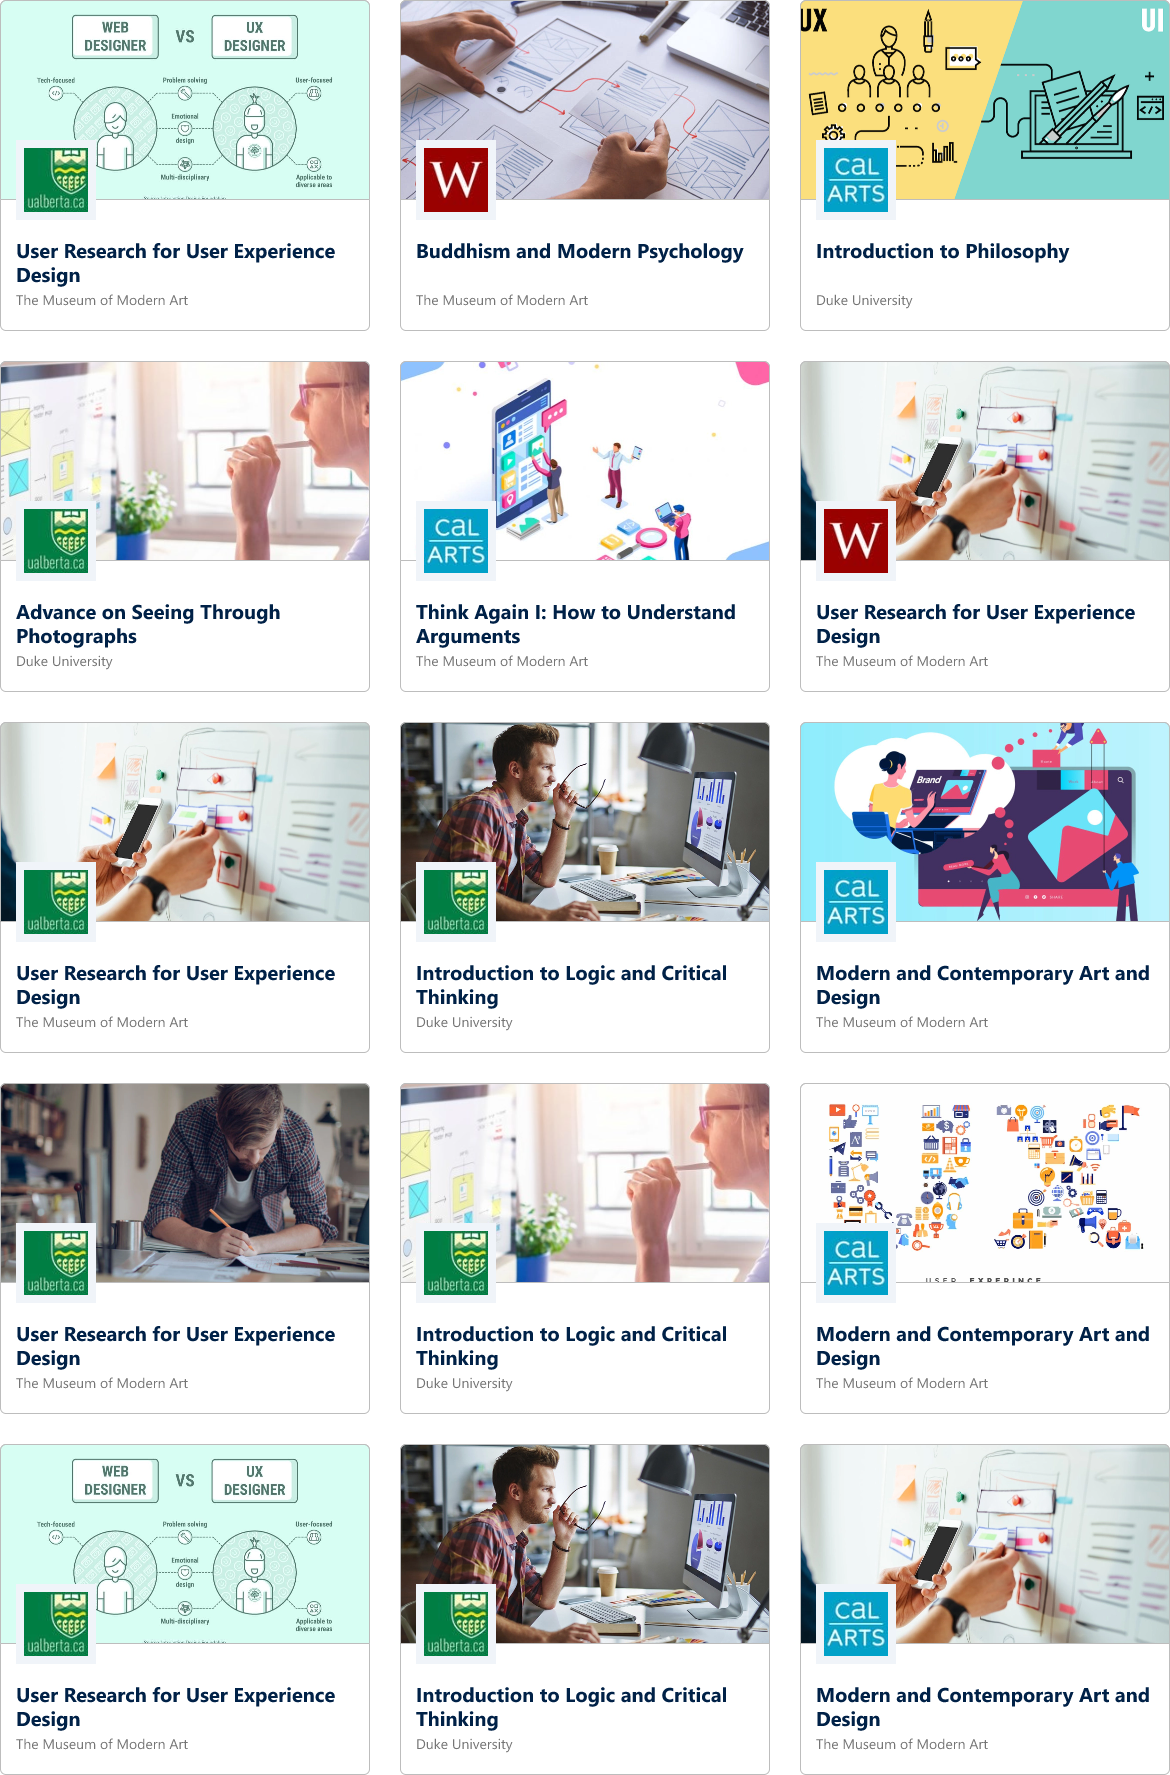 WEB
DESIGNER
VS
UX
DESIGNER
Tech-focused
Problem solving
User-focused
Emotional
design
Multi-disciplinary
Applicable to
diverse areas
ualberta.ca
User Research for User Experience
Design
The Museum of Modern Art
W
Buddhism and Modern Psychology
The Museum of Modern Art
UX
UI
CAL
ARTS
Introduction to Philosophy
Duke University
ualberta.ca
Advance on Seeing Through
Photographs
Duke University
CAL
ARTS
Think Again I: How to Understand
Arguments
The Museum of Modern Art
W
User Research for User Experience
Design
The Museum of Modern Art
ualberta.ca
User Research for User Experience
Design
The Museum of Modern Art
ualberta.ca
Introduction to Logic and Critical
Thinking
Duke University
Brand
SHARE
CAL
ARTS
Modern and Contemporary Art and
Design
The Museum of Modern Art
ualberta.ca
User Research for User Experience
Design
The Museum of Modern Art
ualberta.ca
Introduction to Logic and Critical
Thinking
Duke University
USER EXPERINCE
CAL
ARTS
Modern and Contemporary Art and
Design
The Museum of Modern Art
WEB
DESIGNER
VS
UX
DESIGNER
Tech-focused
Problem solving
User-focused
Emotional
design
Multi-disciplinary
Applicable to
diverse areas
ualberta.ca
User Research for User Experience
Design
The Museum of Modern Art
ualberta.ca
Introduction to Logic and Critical
Thinking
Duke University
CAL
ARTS
Modern and Contemporary Art and
Design
The Museum of Modern Art